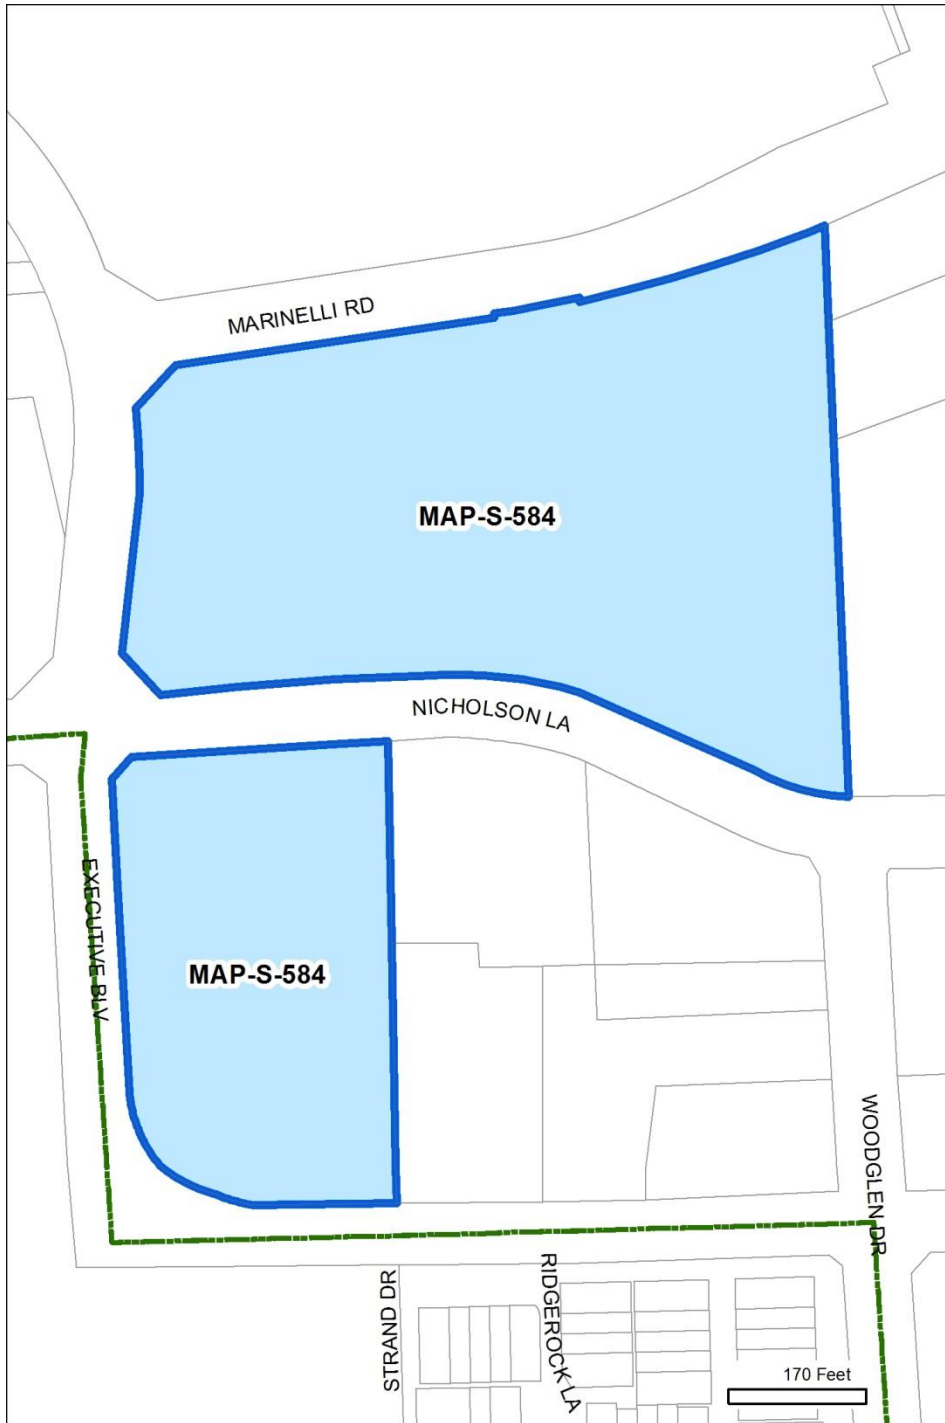 MARINELLI RD
MAP-S-584
NICHOLSON LA
EXECUTIVE BLV
MAP-S-584
WOODGLEN DR
STRAND DR
RIDGEROCK LA
170 Feet